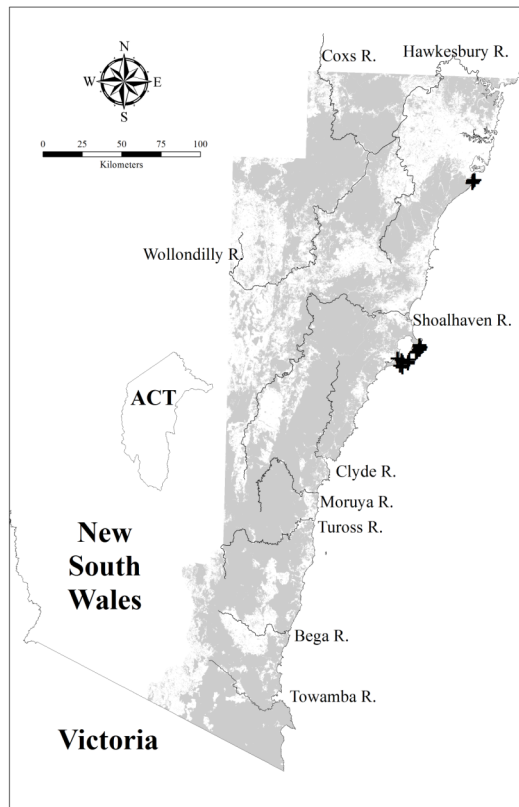 Coxs R.
Hawkesbury R.
N
W E
S
0 25 50 75 100
Kilometers
Wollondilly R.
Shoalhaven R.
ACT
Clyde R.
Moruya R.
Tuross R.
New
South
Wales
Bega R.
Towamba R.
Victoria